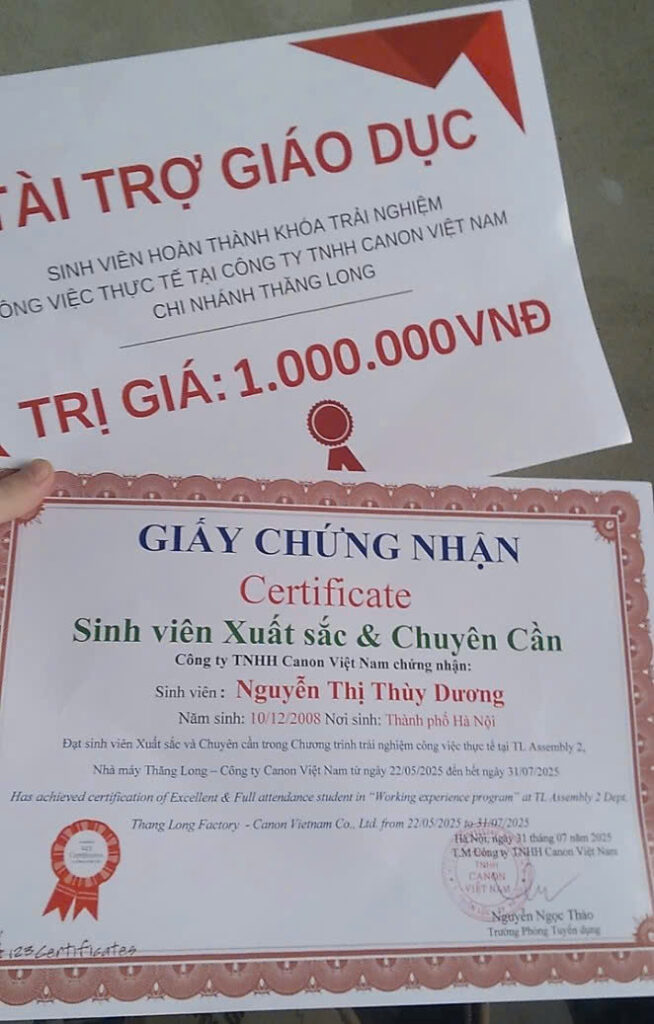 TÀI TRỢ GIÁO DỤC
SINH VIÊN HOÀN THÀNH KHÓA TRẢI NGHIỆM
ÔNG VIỆC THỰC TẾ TẠI CÔNG TY TNHH CANON VIỆT NAM
CHI NHÁNH THĂNG LONG
TRỊ GIÁ: 1.000.000 VNĐ
GIẤY CHỨNG NHẬN
Certificate
Sinh viên Xuất sắc & Chuyên Cần
Công ty TNHH Canon Việt Nam chứng nhận:
Sinh viên : Nguyễn Thị Thùy Dương
Năm sinh: 10/12/2008 Nơi sinh: Thành phố Hà Nội
Đạt sinh viên Xuất sắc và Chuyên cần trong Chương trình trải nghiệm công việc thực tế tại TL Assembly 2,
Nhà máy Thăng Long – Công ty Canon Việt Nam từ ngày 22/05/2025 đến hết ngày 31/07/2025
Has achieved certification of Excellent & Full attendance student in "Working experience program" at TL Assembly 2 Dept.
Thang Long Factory - Canon Vietnam Co., Ltd. from 22/05/2025 to 31/07/2025
Hà Nội, ngày 31 tháng 07 năm 2025
T.M Công ty TNHH Canon Việt Nam
TNHH
CANON
VIỆT NAM
Nguyễn Ngọc Thảo
Trưởng Phòng Tuyển dụng
123Certificates